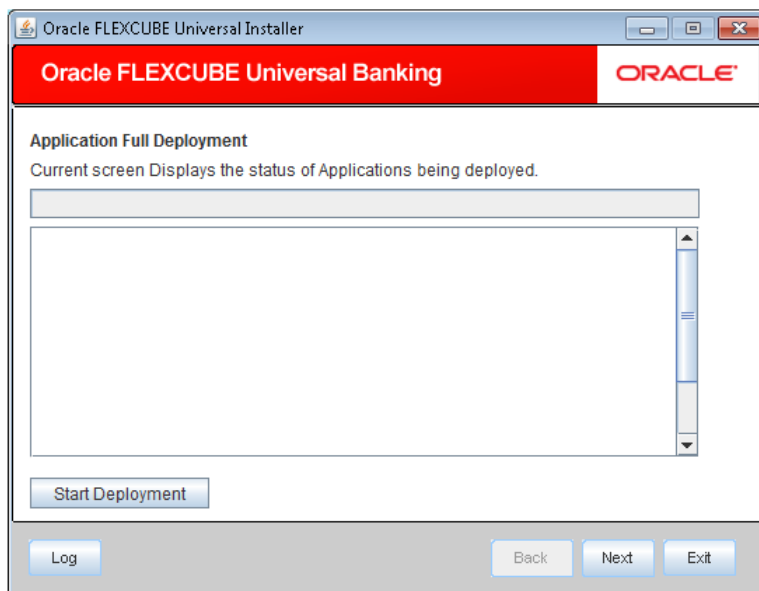 Oracle FLEXCUBE Universal Installer
Oracle FLEXCUBE Universal Banking
ORACLE
Application Full Deployment
Current screen Displays the status of Applications being deployed.
Start Deployment
Log
Back
Next
Exit